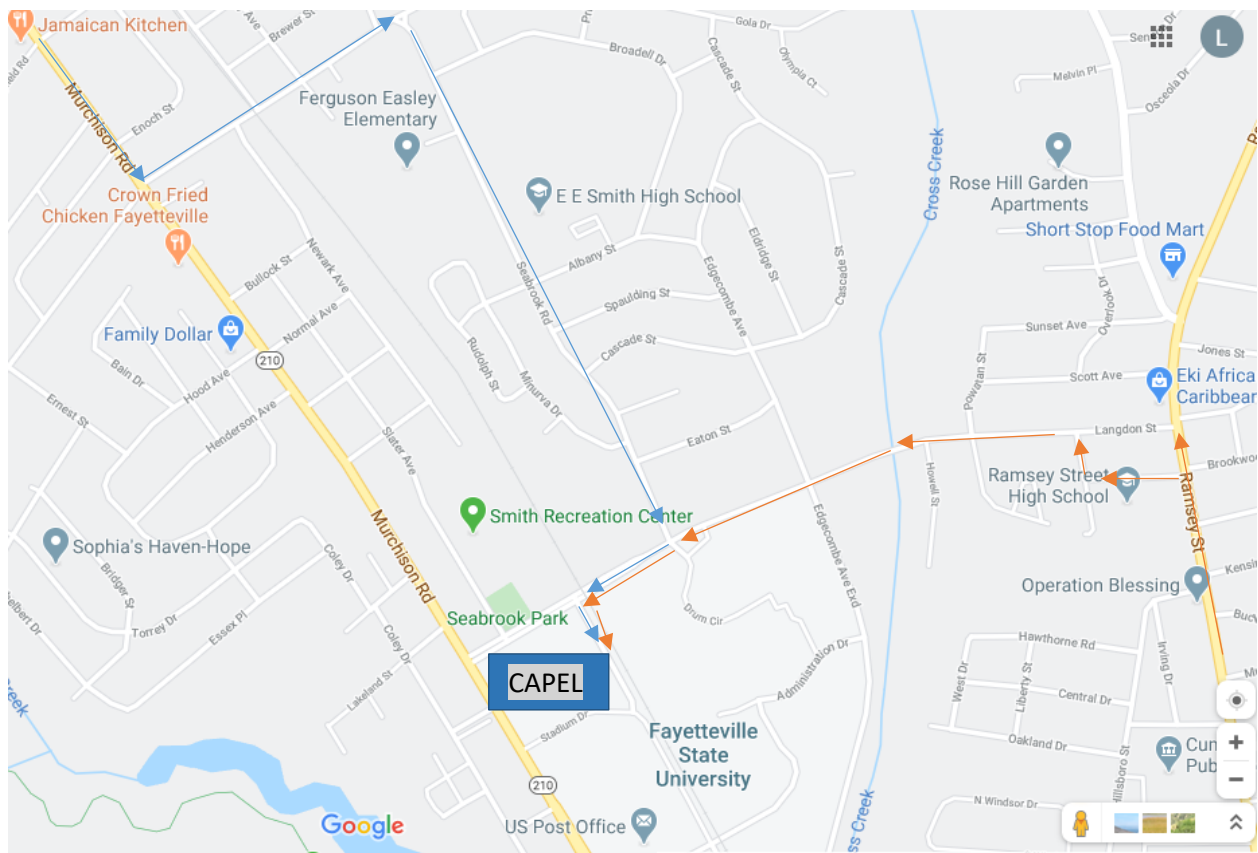 Jamaican Kitchen
Brewer St
Gola Dr
Broadell Dr
Cascade St
Olympia Ct
Melvin Pl
Osceola Dr
L
Enoch St
Murchison Rd
Ferguson Easley
Elementary
Cross Creek
Rose Hill Garden
Apartments
Crown Fried
Chicken Fayetteville
E E Smith High School
Short Stop Food Mart
Newark Ave
Bullock St
Seabrook Rd
Albany St
Edgecombe Ave
Eldridge St
Cascade St
Overlook Dr
Normal Ave
Spaulding St
Sunset Ave
Family Dollar
210
Rudolph St
Cascade St
Jones St
Bain Dr
Hood Ave
Minurva Dr
Powatan St
Scott Ave
Eki Africa
Caribbean
Ernest St
Henderson Ave
Slater Ave
Eaton St
Langdon St
Howell St
Ramsey Street
High School
Ramsey St
Smith Recreation Center
Murchison Rd
Edgecombe Ave Exd
Sophia's Haven-Hope
Coley Dr
Operation Blessing
Bridger St
Torrey Dr
Essex Pl
Seabrook Park
Drum Cir
Coley Dr
Administration Dr
Hawthorne Rd
West Dr
Liberty St
Irving Dr
CAPEL
Lakeland St
Central Dr
Stadium Dr
Fayetteville
State
University
Oakland Dr
Hillsboro St
210
Cross Creek
N Windsor Dr
Google
US Post Office